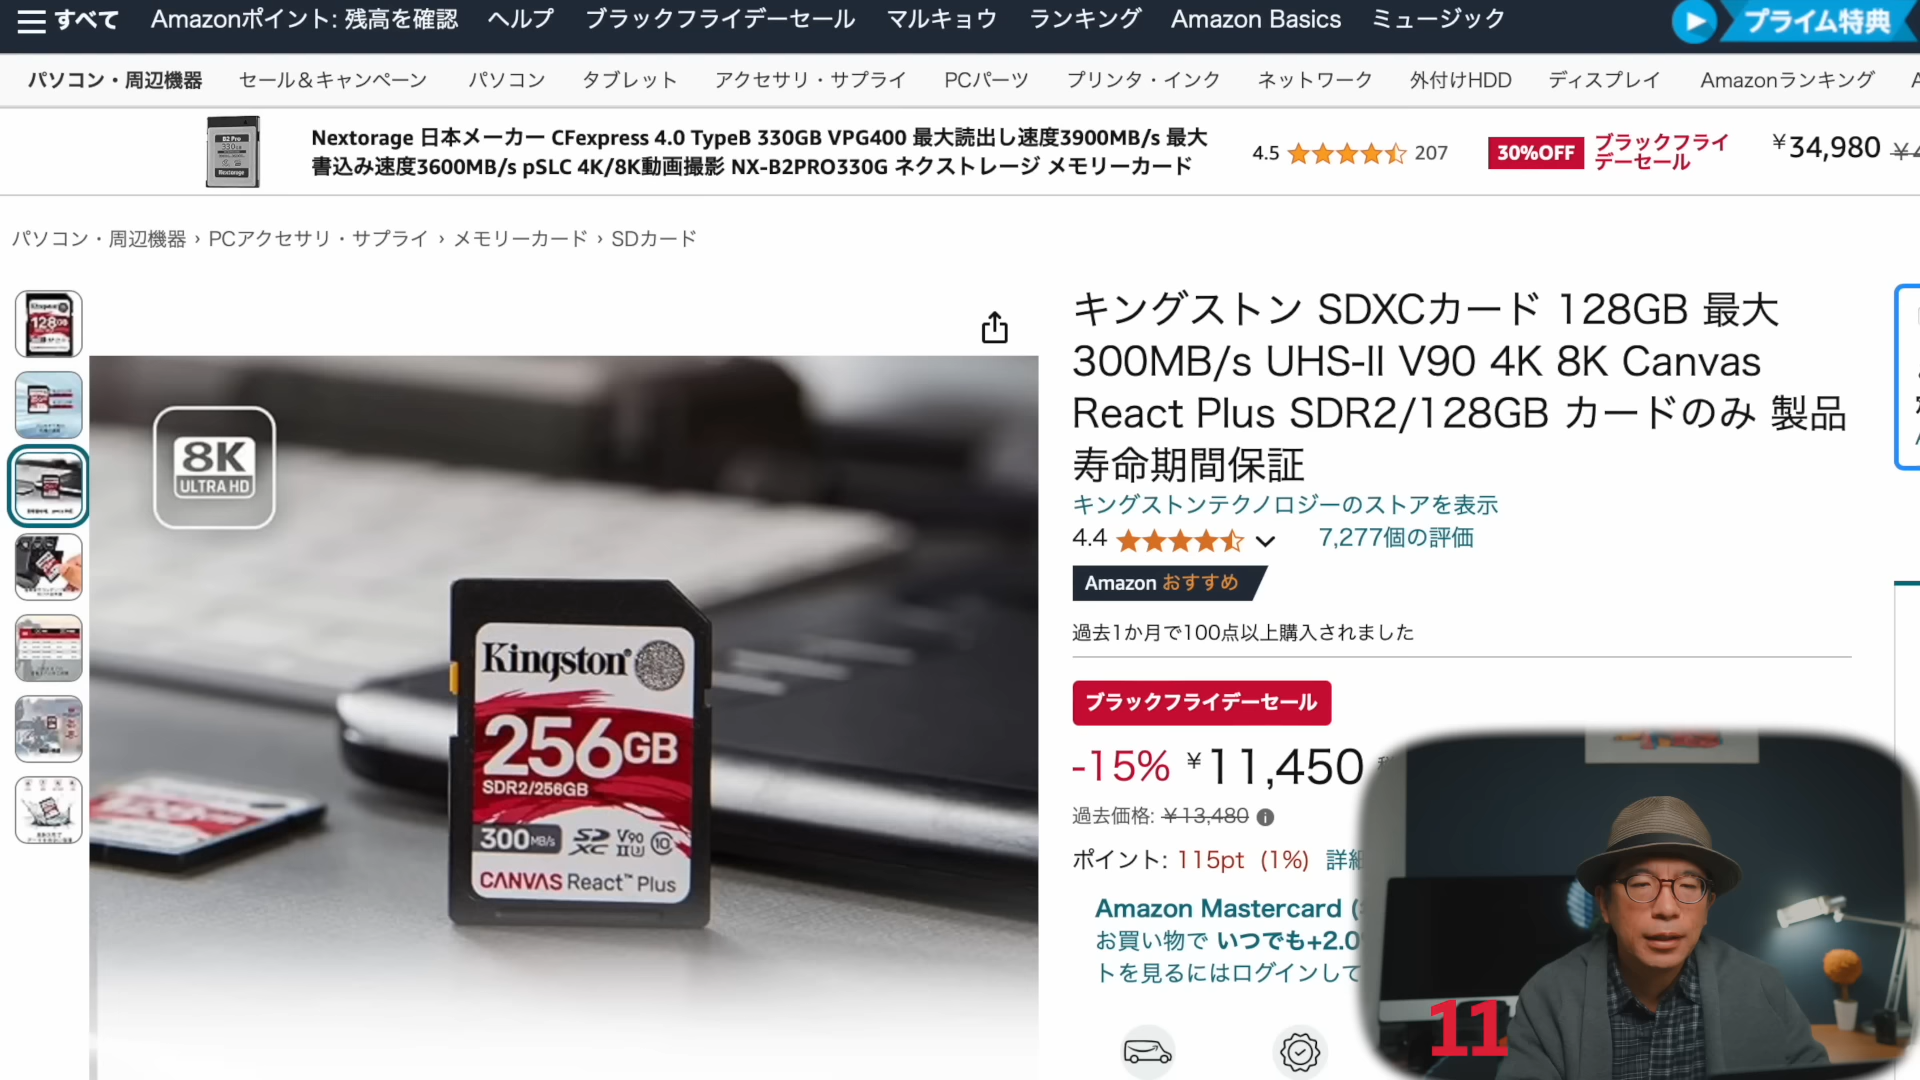 すべて Amazonポイント: 残高を確認 ヘルプ ブラックフライデーセール マルキョウ ランキング Amazon Basics ミュージック プライム特典
パソコン・周辺機器 セール＆キャンペーン パソコン タブレット アクセサリ・サプライ PCパーツ プリンタ・インク ネットワーク 外付けHDD ディスプレイ Amazonランキング
Nextorage 日本メーカー CFexpress 4.0 TypeB 330GB VPG400 最大読出し速度3900MB/s 最大
書込み速度3600MB/s pSLC 4K/8K動画撮影 NX-B2PRO330G ネクストレージ メモリーカード
4.5 207
30%OFF
ブラックフライ
デーセール
¥34,980
パソコン・周辺機器 › PCアクセサリ・サプライ › メモリーカード › SDカード
キングストン SDXCカード 128GB 最大
300MB/s UHS-II V90 4K 8K Canvas
React Plus SDR2/128GB カードのみ 製品
寿命期間保証
キングストンテクノロジーのストアを表示
4.4 7,277個の評価
Amazon おすすめ
過去1か月で100点以上購入されました
ブラックフライデーセール
-15% ¥11,450
過去価格: ¥13,480
ポイント: 115pt (1%) 詳細
Amazon Mastercard (
お買い物で いつでも+2.0
トを見るにはログインして
8K
ULTRA HD
Kingston
256GB
SDR2/256GB
300MB/s SD XC V90 II U3 10
CANVAS React™ Plus
11